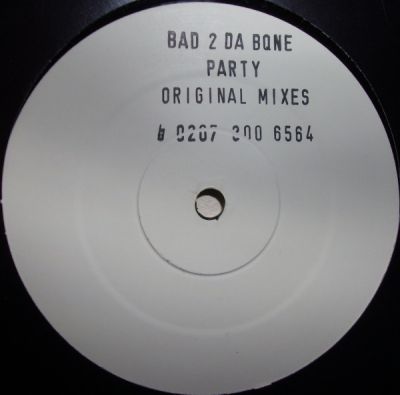 BAD 2 DA BONE
PARTY
ORIGINAL MIXES
0207 300 6564